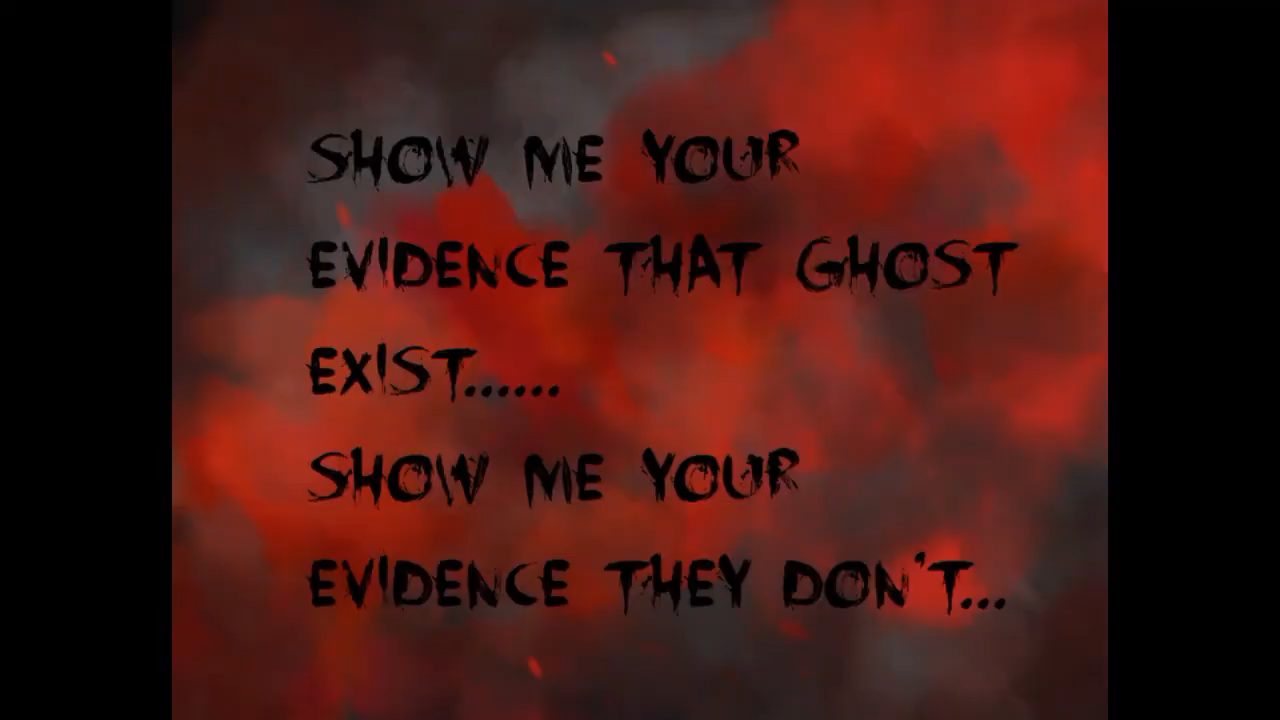 SHOW ME YOUR
EVIDENCE THAT GHOST
EXIST......
SHOW ME YOUR
EVIDENCE THEY DON'T...